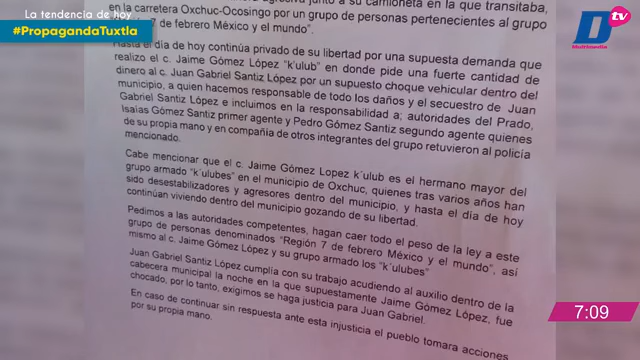 La tendencia de hoy
#PropagandaTuxtla
D tv
Multimedia
junto a su camioneta en la que transitaba,
en la carretera Oxchuc-Ocosingo por un grupo de personas pertenecientes al grupo
7 de febrero México y el mundo”.
Hasta el día de hoy continúa privado de su libertad por una supuesta demanda que
realizo el c. Jaime Gómez López “k´ulub” en donde pide una fuerte cantidad de
dinero al c. Juan Gabriel Santiz López por un supuesto choque vehicular dentro del
municipio, a quien hacemos responsable de todo los daños y el secuestro de Juan
Gabriel Santiz López e incluimos en la responsabilidad a; autoridades del Prado,
Isaías Gómez Santiz primer agente y Pedro Gómez Santiz segundo agente quienes
de su propia mano y en compañía de otros integrantes del grupo retuvieron al policía
mencionado.
Cabe mencionar que el c. Jaime Gómez Lopez k´ulub es el hermano mayor del
grupo armado “k´ulubes” en el municipio de Oxchuc, quienes tras varios años han
sido desestabilizadores y agresores dentro del municipio, y hasta el día de hoy
continúan viviendo dentro del municipio gozando de su libertad.
Pedimos a las autoridades competentes, hagan caer todo el peso de la ley a este
grupo de personas denominados “Región 7 de febrero México y el mundo”, así
mismo al c. Jaime Gómez López y su grupo armado los “k´ulubes”
Juan Gabriel Santiz López cumplía con su trabajo acudiendo al auxilio dentro de la
cabecera municipal la noche en la que supuestamente Jaime Gómez López, fue
chocado, por lo tanto, exigimos se haga justicia para Juan Gabriel.
En caso de continuar sin respuesta ante esta injusticia el pueblo tomara acciones
por su propia mano.
7:09